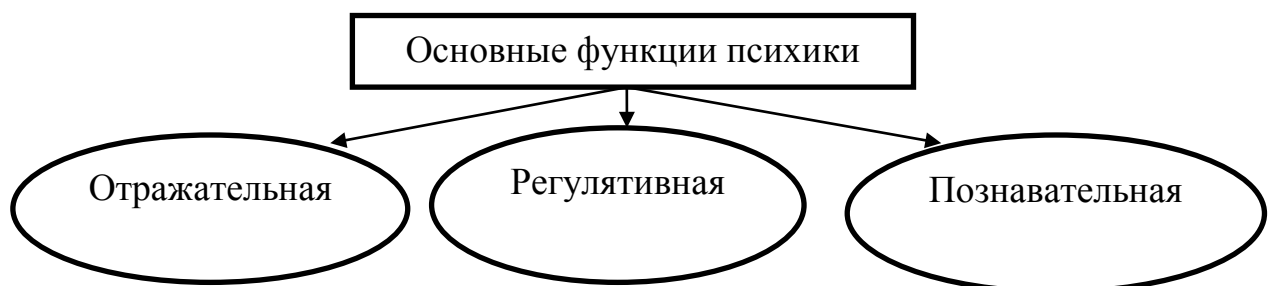 Основные функции психики
Отражательная
Регулятивная
Познавательная